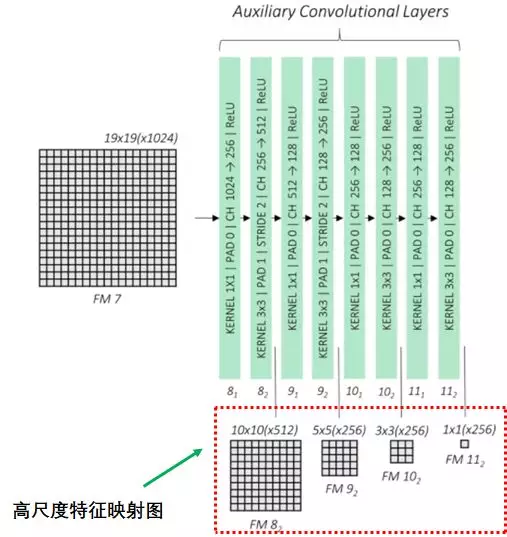 Auxiliary Convolutional Layers
19x19(x1024)
FM 7
KERNEL 1X1 | PAD 0 | CH 1024 → 256 | ReLU
KERNEL 3x3 | PAD 1 | STRIDE 2 | CH 256 → 512 | ReLU
KERNEL 1x1 | PAD 0 | CH 512 → 128 | ReLU
KERNEL 3x3 | PAD 1 | STRIDE 2 | CH 128 → 256 | ReLU
KERNEL 1x1 | PAD 0 | CH 256 → 128 | ReLU
KERNEL 3x3 | PAD 0 | CH 128 → 256 | ReLU
KERNEL 1x1 | PAD 0 | CH 256 → 128 | ReLU
KERNEL 3x3 | PAD 0 | CH 128 → 256 | ReLU
8₁ 8₂ 9₁ 9₂ 10₁ 10₂ 11₁ 11₂
10x10(x512) 5x5(x256) 3x3(x256) 1x1(x256)
FM 8₂ FM 9₂ FM 10₂ FM 11₂
高尺度特征映射图